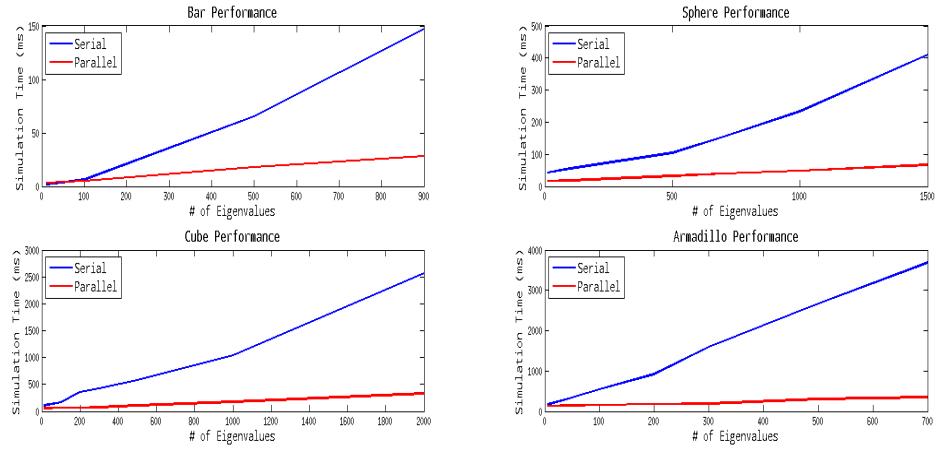 Bar Performance
Simulation Time (ms)
150
100
50
0
Serial
Parallel
0 100 200 300 400 500 600 700 800 900
# of Eigenvalues
Sphere Performance
Simulation Time (ms)
500
400
300
200
100
0
Serial
Parallel
0 500 1000 1500
# of Eigenvalues
Cube Performance
Simulation Time (ms)
3000
2500
2000
1500
1000
500
0
Serial
Parallel
0 200 400 600 800 1000 1200 1400 1600 1800 2000
# of Eigenvalues
Armadillo Performance
Simulation Time (ms)
4000
3000
2000
1000
0
Serial
Parallel
0 100 200 300 400 500 600 700
# of Eigenvalues